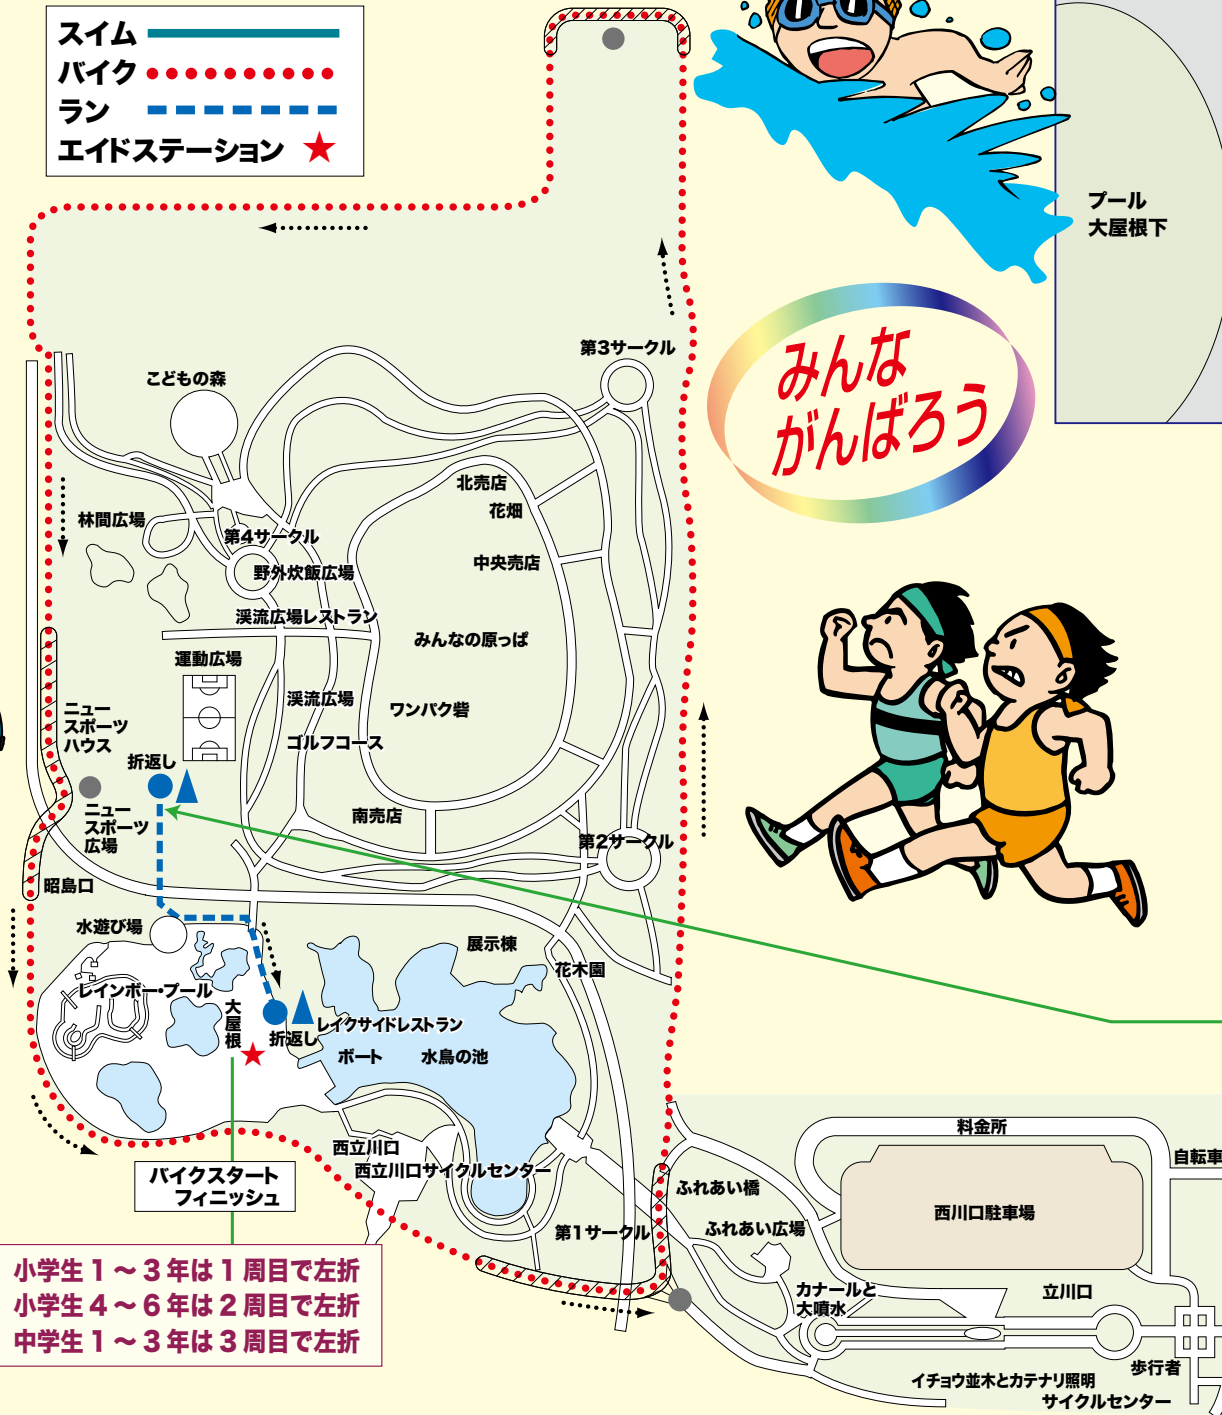 スイム
バイク
ラン
エイドステーション
プール
大屋根下
みんな
がんばろう
第3サークル
こどもの森
北売店
花畑
林間広場
第4サークル
中央売店
野外炊飯広場
渓流広場レストラン
みんなの原っぱ
運動広場
渓流広場
ワンパク砦
ニュー
スポーツ
ハウス
ゴルフコース
折返し
ニュー
スポーツ
広場
南売店
第2サークル
昭島口
水遊び場
展示棟
花木園
レインボー・プール
大屋根
レイクサイドレストラン
折返し
ボート
水鳥の池
料金所
西立川口
自転車
バイクスタート
フィニッシュ
西立川口サイクルセンター
ふれあい橋
西川口駐車場
第1サークル
ふれあい広場
小学生1〜3年は1周目で左折
小学生4〜6年は2周目で左折
中学生1〜3年は3周目で左折
カナールと
大噴水
立川口
歩行者
イチョウ並木とカテナリ照明
サイクルセンター